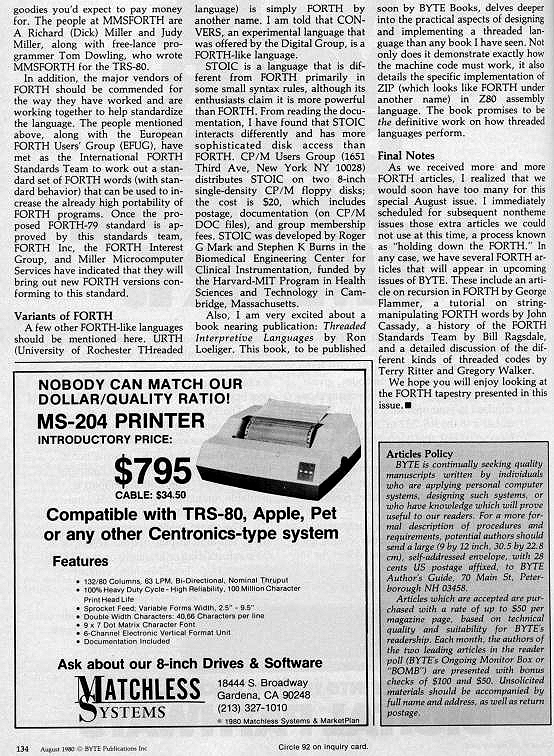 goodies you'd expect to pay money
for. The people at MMSFORTH are
A Richard (Dick) Miller and Judy
Miller, along with free-lance pro-
grammer Tom Dowling, who wrote
MMSFORTH for the TRS-80.
In addition, the major vendors of
FORTH should be commended for
the way they have worked and are
working together to help standardize
the language. The people mentioned
above, along with the European
FORTH Users' Group (EFUG), have
met as the International FORTH
Standards Team to work out a stan-
dard set of FORTH words (with stan-
dard behavior) that can be used to in-
crease the already high portability of
FORTH programs. Once the pro-
posed FORTH-79 standard is ap-
proved by this standards team,
FORTH Inc, the FORTH Interest
Group, and Miller Microcomputer
Services have indicated that they will
bring out new FORTH versions con-
forming to this standard.
Variants of FORTH
A few other FORTH-like languages
should be mentioned here. URTH
(University of Rochester THreaded
language) is simply FORTH by
another name. I am told that CON-
VERS, an experimental language that
was offered by the Digital Group, is a
FORTH-like language.
STOIC is a language that is dif-
ferent from FORTH primarily in
some small syntax rules, although its
enthusiasts claim it is more powerful
than FORTH. From reading the docu-
mentation, I have found that STOIC
interacts differently and has more
sophisticated disk access than
FORTH. CP/M Users Group (1651
Third Ave, New York NY 10028)
distributes STOIC on two 8-inch
single-density CP/M floppy disks;
the cost is $20, which includes
postage, documentation (on CP/M
DOC files), and group membership
fees. STOIC was developed by Roger
G Mark and Stephen K Burns in the
Biomedical Engineering Center for
Clinical Instrumentation, funded by
the Harvard-MIT Program in Health
Sciences and Technology in Cam-
bridge, Massachusetts.
Also, I am very excited about a
book nearing publication: Threaded
Interpretive Languages by Ron
Loeliger. This book, to be published
soon by BYTE Books, delves deeper
into the practical aspects of designing
and implementing a threaded lan-
guage than any book I have seen. Not
only does it demonstrate exactly how
the machine code must work, it also
details the specific implementation of
ZIP (which looks like FORTH under
another name) in Z80 assembly
language. The book promises to be
the definitive work on how threaded
languages perform.
Final Notes
As we received more and more
FORTH articles, I realized that we
would soon have too many for this
special August issue. I immediately
scheduled for subsequent nontheme
issues those extra articles we could
not use at this time, a process known
as "holding down the FORTH." In
any case, we have several FORTH ar-
ticles that will appear in upcoming
issues of BYTE. These include an arti-
cle on recursion in FORTH by George
Flammer, a tutorial on string-
manipulating FORTH words by John
Cassady, a history of the FORTH
Standards Team by Bill Ragsdale,
and a detailed discussion of the dif-
ferent kinds of threaded codes by
Terry Ritter and Gregory Walker.
We hope you will enjoy looking at
the FORTH tapestry presented in this
issue.■
NOBODY CAN MATCH OUR
DOLLAR/QUALITY RATIO!
MS-204 PRINTER
INTRODUCTORY PRICE:
$795
CABLE: $34.50
Compatible with TRS-80, Apple, Pet
or any other Centronics-type system
Features
• 132/80 Columns, 63 LPM, Bi-Directional, Nominal Thruput
• 100% Heavy Duty Cycle - High Reliability, 100 Million Character
Print Head Life
• Sprocket Feed; Variable Forms Width, 2.5" - 9.5"
• Double Width Characters: 40,66 Characters per line
• 9 x 7 Dot Matrix Character Font
• 6-Channel Electronic Vertical Format Unit
• Documentation Included
Ask about our 8-inch Drives & Software
MATCHLESS
SYSTEMS
18444 S. Broadway
Gardena, CA 90248
(213) 327-1010
© 1980 Matchless Systems & MarketPlan
Articles Policy
BYTE is continually seeking quality
manuscripts written by individuals
who are applying personal computer
systems, designing such systems, or
who have knowledge which will prove
useful to our readers. For a more for-
mal description of procedures and
requirements, potential authors should
send a large (9 by 12 inch, 30.5 by 22.8
cm), self-addressed envelope, with 28
cents US postage affixed, to BYTE
Author's Guide, 70 Main St, Peter-
borough NH 03458.
Articles which are accepted are pur-
chased with a rate of up to $50 per
magazine page, based on technical
quality and suitability for BYTE's
readership. Each month, the authors of
the two leading articles in the reader
poll (BYTE's Ongoing Monitor Box or
"BOMB") are presented with bonus
checks of $100 and $50. Unsolicited
materials should be accompanied by
full name and address, as well as return
postage.
134 August 1980 © BYTE Publications Inc
Circle 92 on inquiry card.